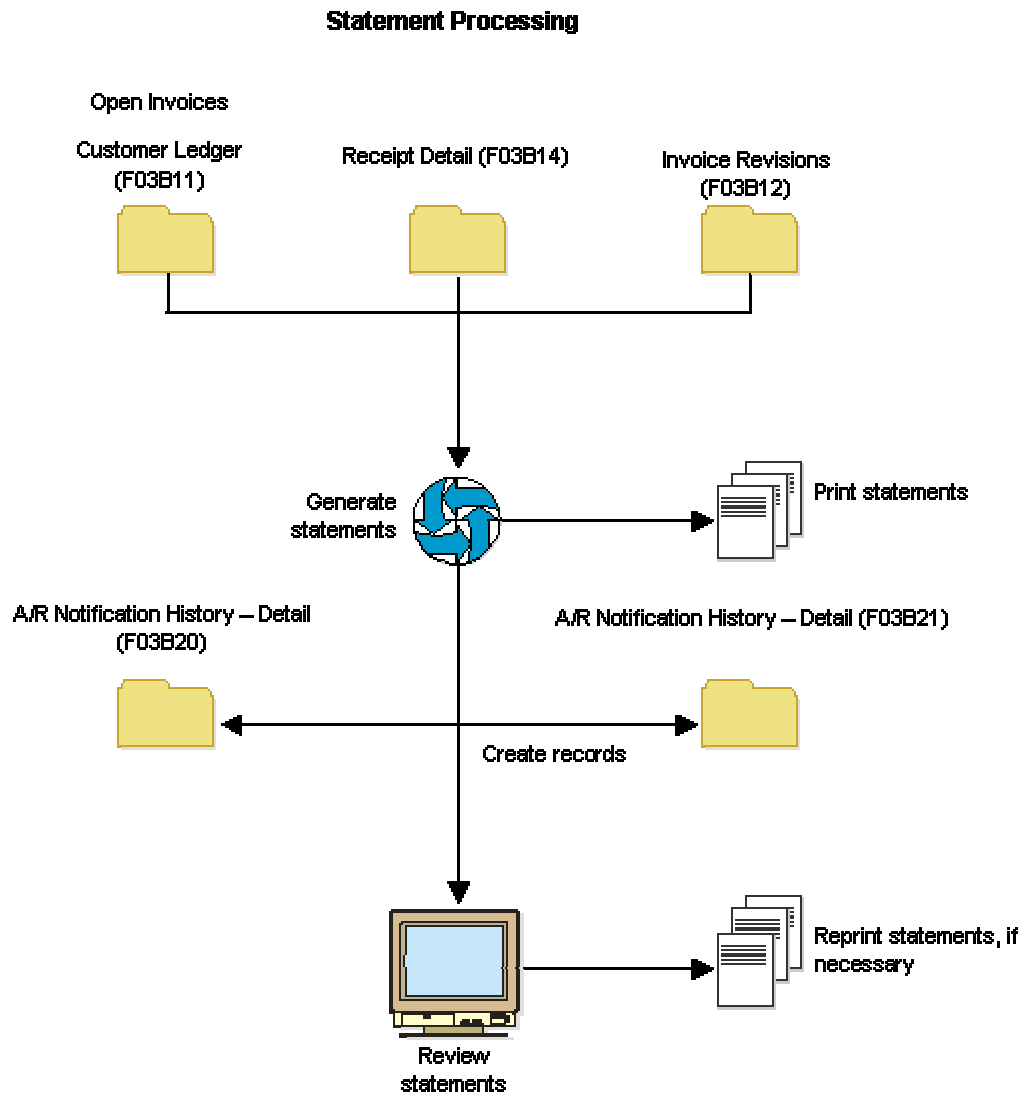 Statement Processing
Open Invoices
Customer Ledger
(F03B11)
Receipt Detail (F03B14)
Invoice Revisions
(F03B12)
Generate
statements
Print statements
A/R Notification History – Detail
(F03B20)
A/R Notification History – Detail (F03B21)
Create records
Reprint statements, if
necessary
Review
statements